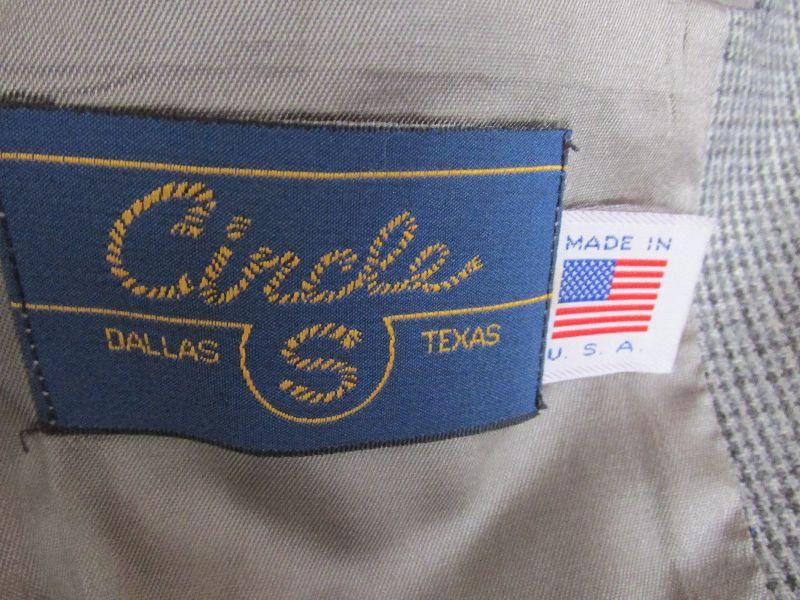 Circle
DALLAS S TEXAS
MADE IN
U. S. A.